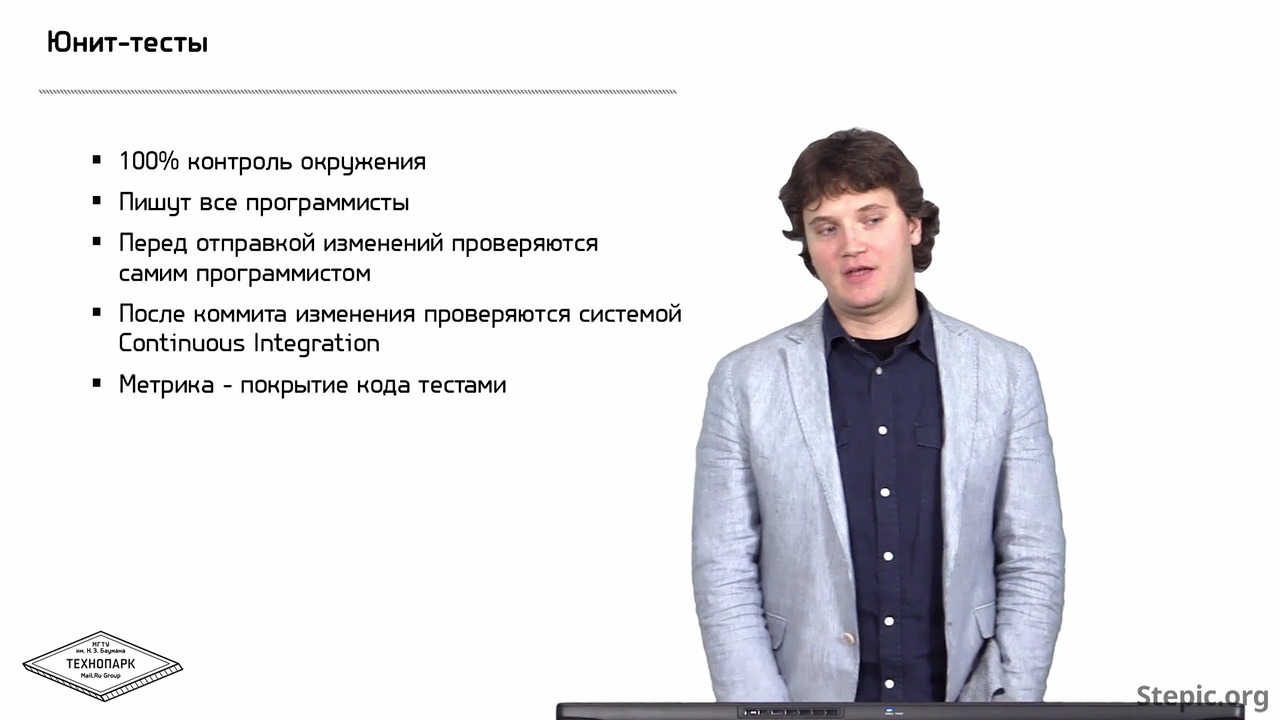 Юнит-тесты
100% контроль окружения
Пишут все программисты
Перед отправкой изменений проверяются
самим программистом
После коммита изменения проверяются системой
Continuous Integration
Метрика - покрытие кода тестами
МГТУ
им. Н.Э. Баумана
ТЕХНОПАРК
Mail.Ru Group
Stepic.org